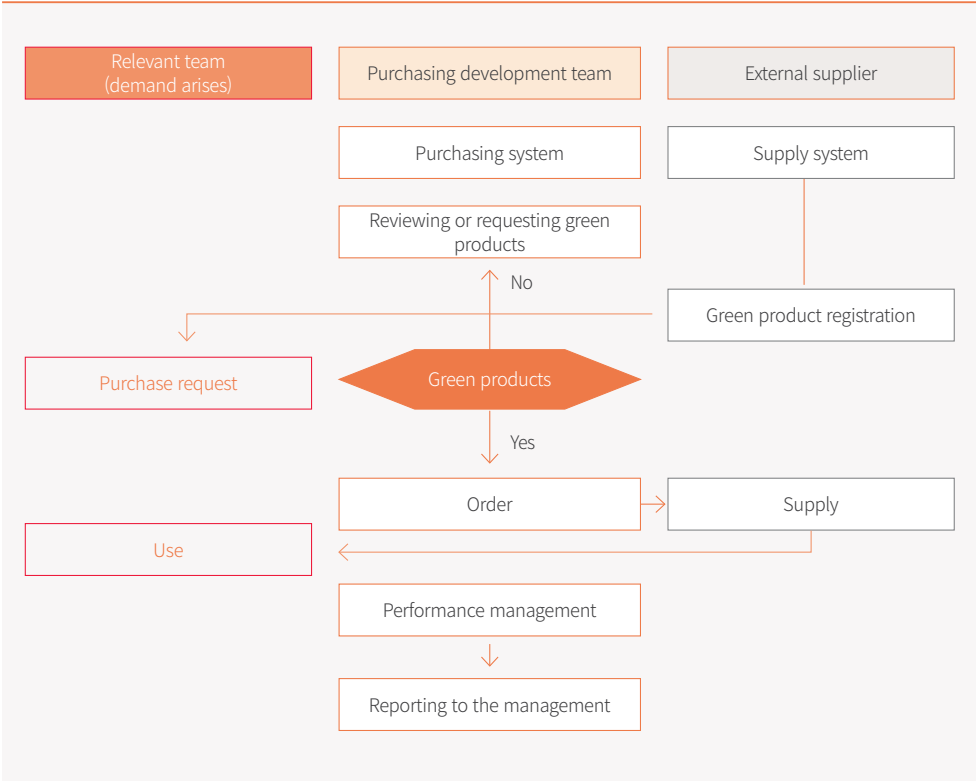 Relevant team
(demand arises)
Purchasing development team
External supplier
Purchasing system
Supply system
Reviewing or requesting green
products
No
Green product registration
Purchase request
Green products
Yes
Order
Supply
Use
Performance management
Reporting to the management